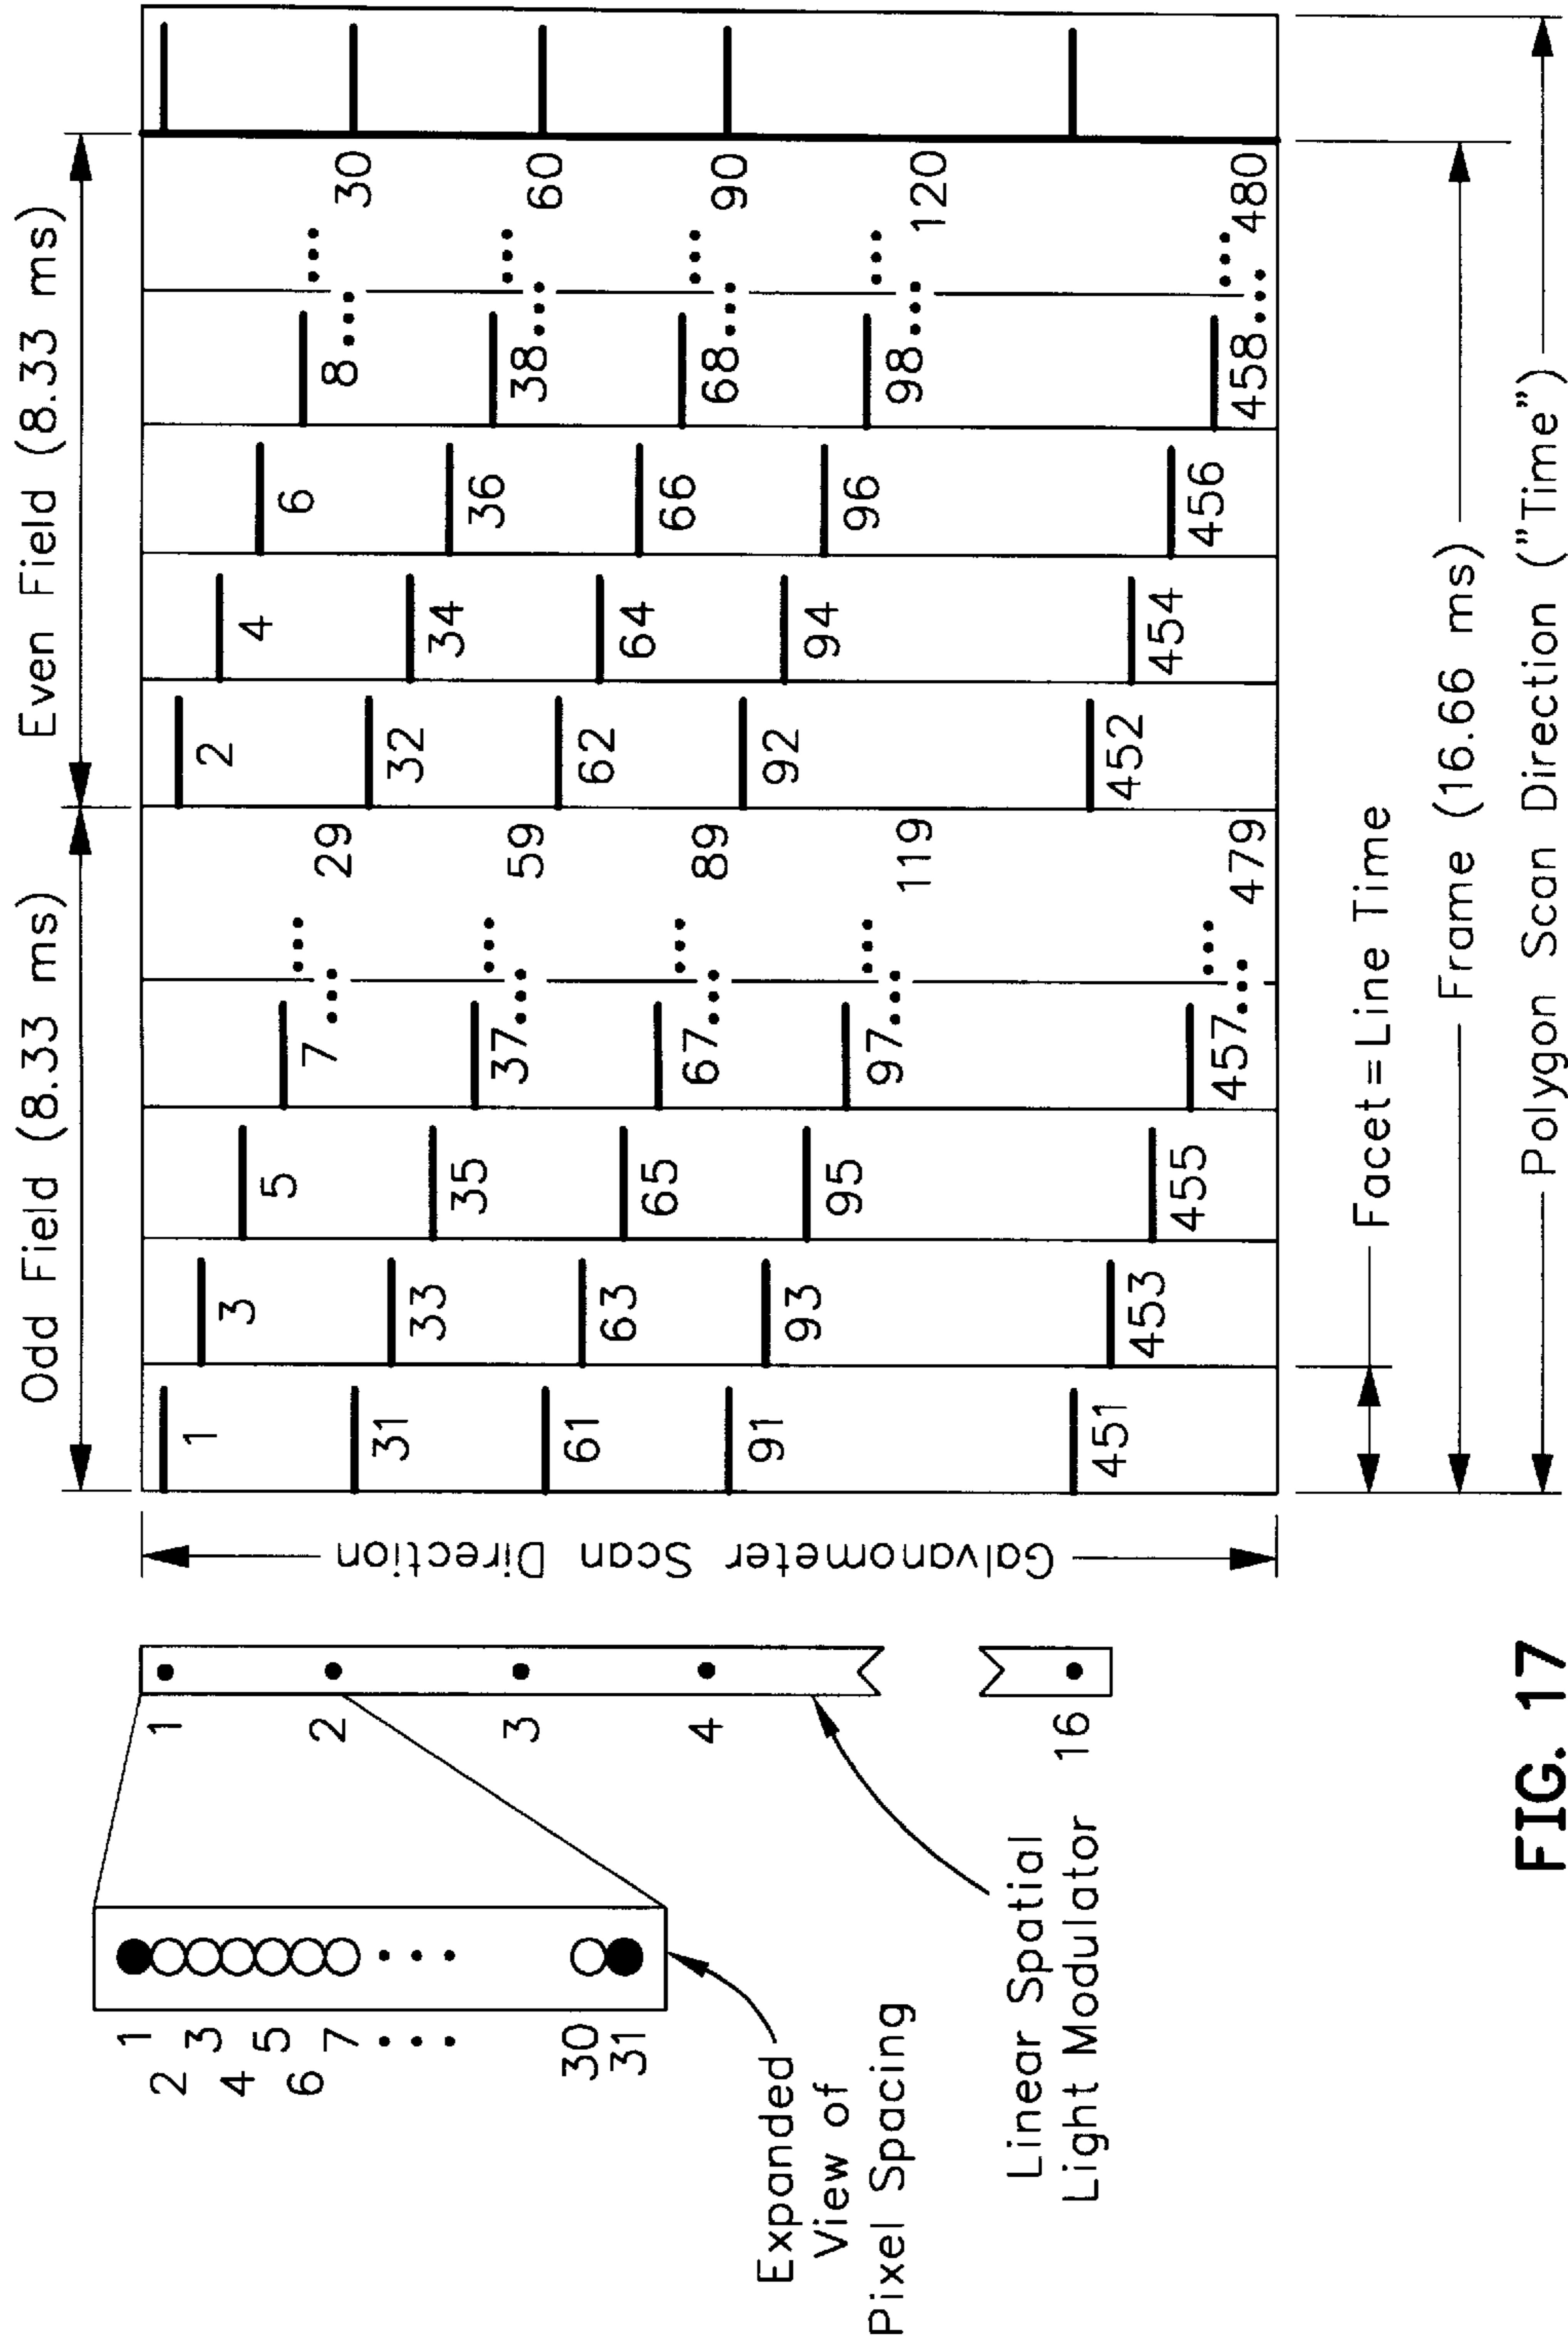 Odd Field (8.33 ms)
Even Field (8.33 ms)
1 3 5 7... ... 29 2 4 6 8... ... 30
31 33 35 37... ... 59 32 34 36 38... ... 60
61 63 65 67... ... 89 62 64 66 68... ... 90
91 93 95 97... ... 119 92 94 96 98... ... 120
451 453 455 457... ... 479 452 454 456 458... ... 480
Galvanometer Scan Direction
Facet=Line Time
Frame (16.66 ms)
Polygon Scan Direction ("Time")
1
2
3
4
16
1
2
3
4
5
6
7
...
30
31
Expanded
View of
Pixel Spacing
Linear Spatial
Light Modulator
FIG. 17